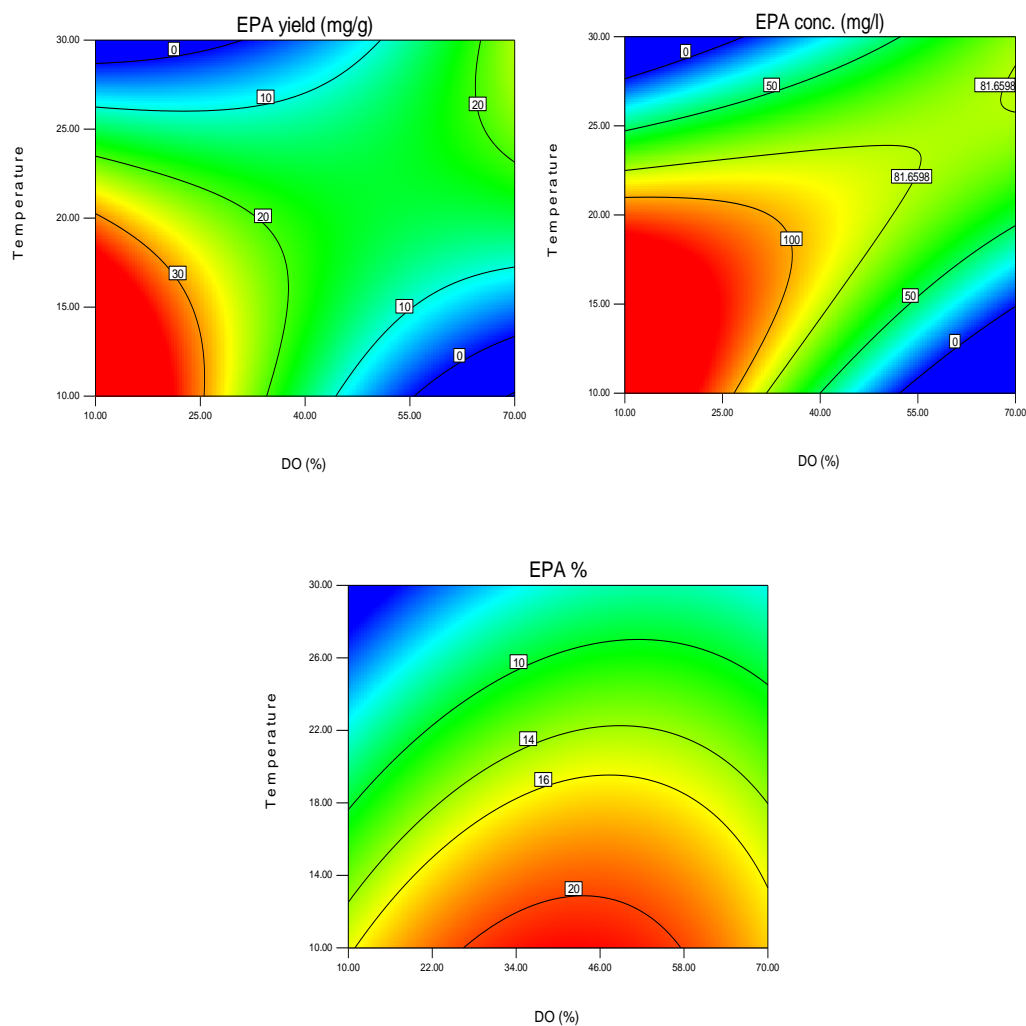 EPA yield (mg/g)
30.00
25.00
20.00
15.00
10.00
Temperature
0
10
20
20
30
10
0
10.00 25.00 40.00 55.00 70.00
DO (%)
EPA conc. (mg/l)
30.00
25.00
20.00
15.00
10.00
Temperature
0
50
81.6598
81.6598
100
50
0
10.00 25.00 40.00 55.00 70.00
DO (%)
EPA %
30.00
26.00
22.00
18.00
14.00
10.00
Temperature
10
14
16
20
10.00 22.00 34.00 46.00 58.00 70.00
DO (%)